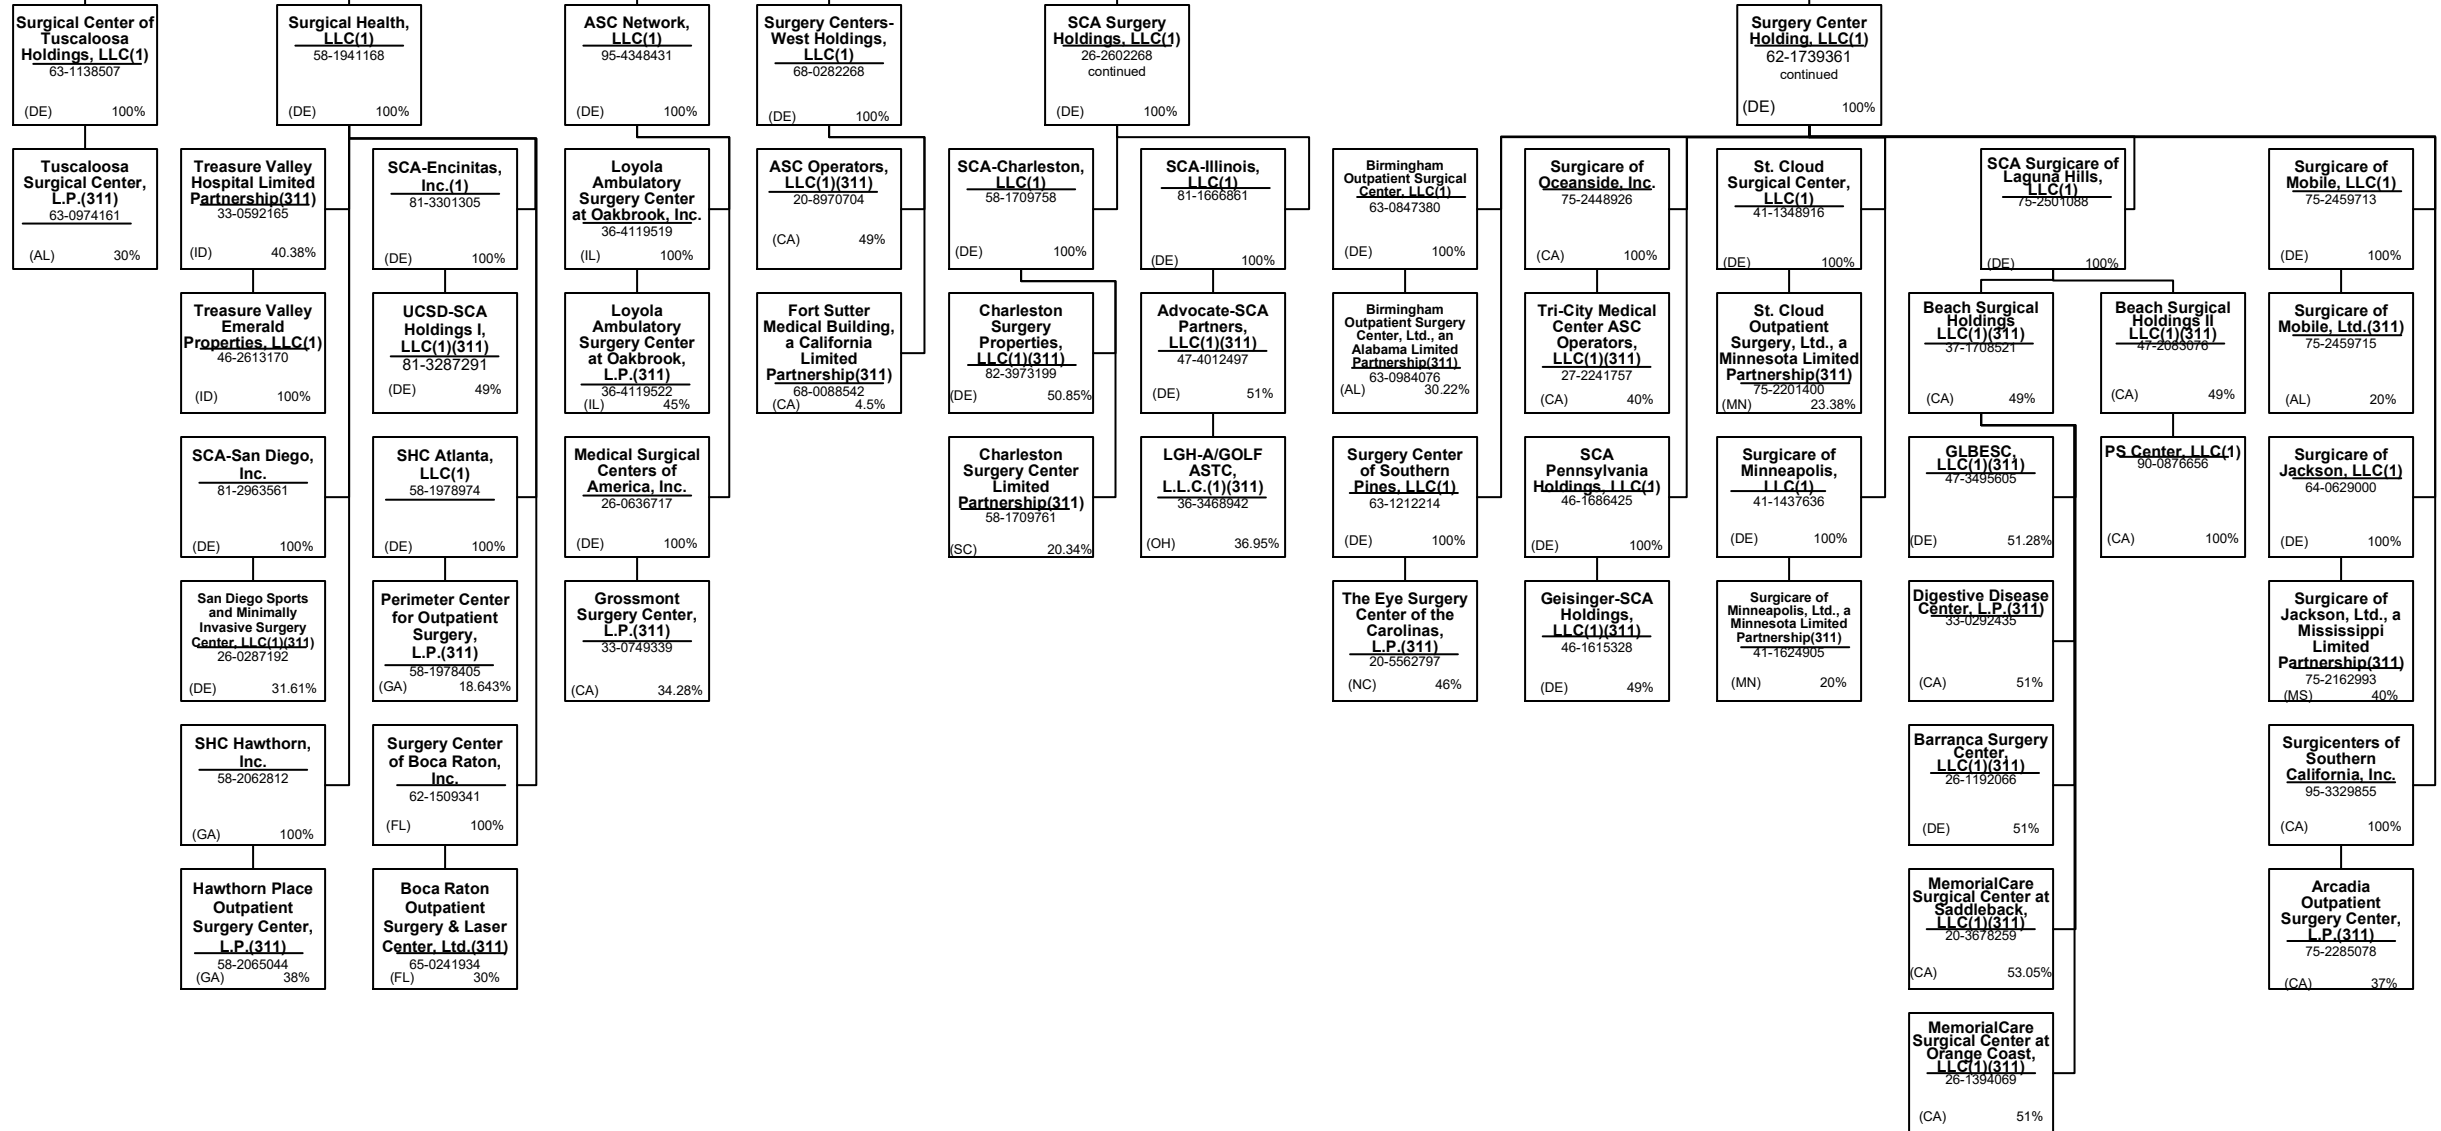 Surgical Center of
Tuscaloosa
Holdings, LLC(1)
63-1138507
(DE) 100%
Surgical Health,
LLC(1)
58-1941168
(DE) 100%
ASC Network,
LLC(1)
95-4348431
(DE) 100%
Surgery Centers-
West Holdings,
LLC(1)
68-0282268
(DE) 100%
SCA Surgery
Holdings, LLC(1)
26-2602268
continued
(DE) 100%
Surgery Center
Holding, LLC(1)
62-1739361
continued
(DE) 100%
Tuscaloosa
Surgical Center,
L.P.(311)
63-0974161
(AL) 30%
Treasure Valley
Hospital Limited
Partnership(311)
33-0592165
(ID) 40.38%
SCA-Encinitas,
Inc.(1)
81-3301305
(DE) 100%
Loyola
Ambulatory
Surgery Center
at Oakbrook, Inc.
36-4119519
(IL) 100%
ASC Operators,
LLC(1)(311)
20-8970704
(CA) 49%
SCA-Charleston,
LLC(1)
58-1709758
(DE) 100%
SCA-Illinois,
LLC(1)
81-1666861
(DE) 100%
Birmingham
Outpatient Surgical
Center, LLC(1)
63-0847380
(DE) 100%
Surgicare of
Oceanside, Inc.
75-2448926
(CA) 100%
St. Cloud
Surgical Center,
LLC(1)
41-1348916
(DE) 100%
SCA Surgicare of
Laguna Hills,
LLC(1)
75-2501088
(DE) 100%
Surgicare of
Mobile, LLC(1)
75-2459713
(DE) 100%
Treasure Valley
Emerald
Properties, LLC(1)
46-2613170
(ID) 100%
UCSD-SCA
Holdings I,
LLC(1)(311)
81-3287291
(DE) 49%
Loyola
Ambulatory
Surgery Center
at Oakbrook,
L.P.(311)
36-4119522
(IL) 45%
Fort Sutter
Medical Building,
a California
Limited
Partnership(311)
68-0088542
(CA) 4.5%
Charleston
Surgery
Properties,
LLC(1)(311)
82-3973199
(DE) 50.85%
Advocate-SCA
Partners,
LLC(1)(311)
47-4012497
(DE) 51%
Birmingham
Outpatient Surgery
Center, Ltd., an
Alabama Limited
Partnership(311)
63-0984076
(AL) 30.22%
Tri-City Medical
Center ASC
Operators,
LLC(1)(311)
27-2241757
(CA) 40%
St. Cloud
Outpatient
Surgery, Ltd., a
Minnesota Limited
Partnership(311)
75-2201400
(MN) 23.38%
Beach Surgical
Holdings
LLC(1)(311)
37-1708521
(CA) 49%
Beach Surgical
Holdings II
LLC(1)(311)
47-2083076
(CA) 49%
Surgicare of
Mobile, Ltd.(311)
75-2459715
(AL) 20%
SCA-San Diego,
Inc.
81-2963561
(DE) 100%
SHC Atlanta,
LLC(1)
58-1978974
(DE) 100%
Medical Surgical
Centers of
America, Inc.
26-0636717
(DE) 100%
Charleston
Surgery Center
Limited
Partnership(311)
58-1709761
(SC) 20.34%
LGH-A/GOLF
ASTC,
L.L.C.(1)(311)
36-3468942
(OH) 36.95%
Surgery Center
of Southern
Pines, LLC(1)
63-1212214
(DE) 100%
SCA
Pennsylvania
Holdings, LLC(1)
46-1686425
(DE) 100%
Surgicare of
Minneapolis,
LLC(1)
41-1437636
(DE) 100%
GLBESC,
LLC(1)(311)
47-3495605
(DE) 51.28%
PS Center, LLC(1)
90-0876656
(CA) 100%
Surgicare of
Jackson, LLC(1)
64-0629000
(DE) 100%
San Diego Sports
and Minimally
Invasive Surgery
Center, LLC(1)(311)
26-0287192
(DE) 31.61%
Perimeter Center
for Outpatient
Surgery,
L.P.(311)
58-1978405
(GA) 18.643%
Grossmont
Surgery Center,
L.P.(311)
33-0749339
(CA) 34.28%
The Eye Surgery
Center of the
Carolinas,
L.P.(311)
20-5562797
(NC) 46%
Geisinger-SCA
Holdings,
LLC(1)(311)
46-1615328
(DE) 49%
Surgicare of
Minneapolis, Ltd., a
Minnesota Limited
Partnership(311)
41-1624905
(MN) 20%
Digestive Disease
Center, L.P.(311)
33-0292435
(CA) 51%
Surgicare of
Jackson, Ltd., a
Mississippi
Limited
Partnership(311)
75-2162993
(MS) 40%
SHC Hawthorn,
Inc.
58-2062812
(GA) 100%
Surgery Center
of Boca Raton,
Inc.
62-1509341
(FL) 100%
Barranca Surgery
Center,
LLC(1)(311)
26-1192066
(DE) 51%
Surgicenters of
Southern
California, Inc.
95-3329855
(CA) 100%
Hawthorn Place
Outpatient
Surgery Center,
L.P.(311)
58-2065044
(GA) 38%
Boca Raton
Outpatient
Surgery & Laser
Center, Ltd.(311)
65-0241934
(FL) 30%
MemorialCare
Surgical Center at
Saddleback,
LLC(1)(311)
20-3678259
(CA) 53.05%
Arcadia
Outpatient
Surgery Center,
L.P.(311)
75-2285078
(CA) 37%
MemorialCare
Surgical Center at
Orange Coast,
LLC(1)(311)
26-1394069
(CA) 51%